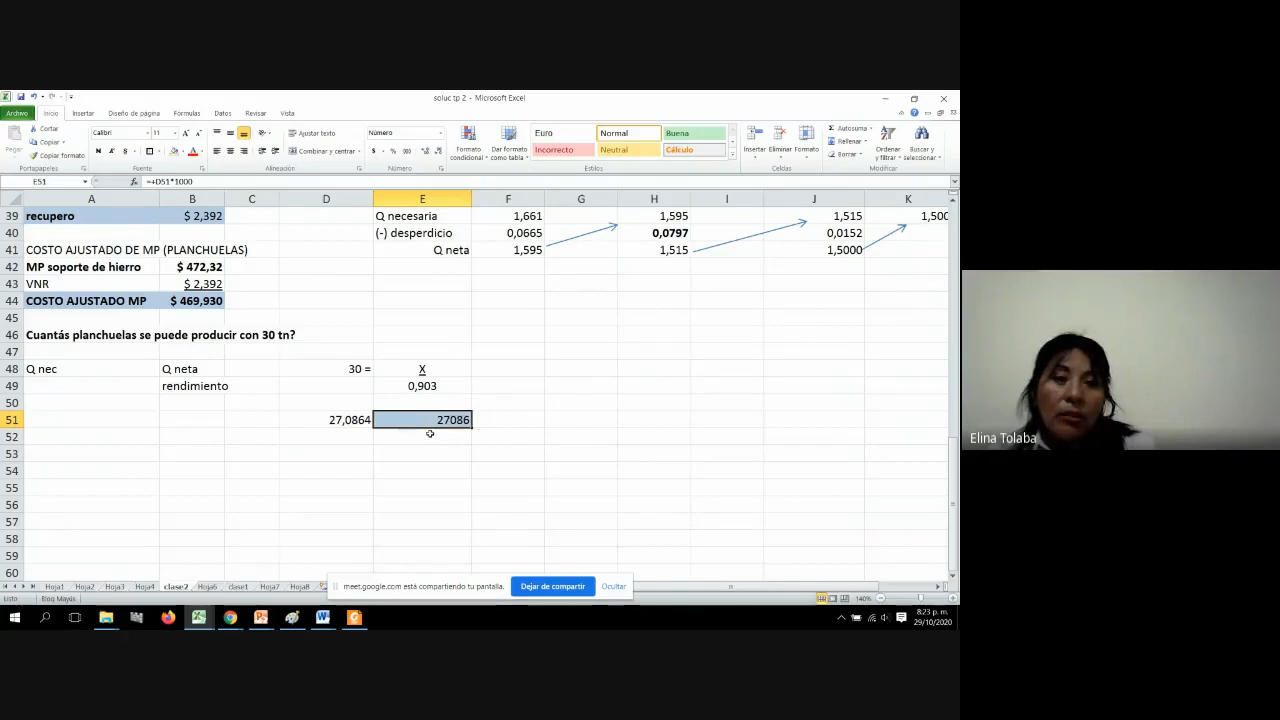 soluc tp 2 - Microsoft Excel
Archivo Inicio Insertar Diseño de página Fórmulas Datos Revisar Vista
Pegar
Cortar
Copiar
Copiar formato
Portapapeles
Calibri 11
N K S
Fuente
Ajustar texto
Combinar y centrar
Alineación
Número
$ % 000
Número
Formato condicional
Dar formato como tabla
Euro Normal Buena
Incorrecto Neutral Cálculo
Estilos
Insertar Eliminar Formato
Celdas
Autosuma
Rellenar
Borrar
Ordenar y filtrar
Buscar y seleccionar
Modificar
E51 fx =+D51*1000
A B C D E F G H I J K
39 recupero $ 2,392 Q necesaria 1,661 1,595 1,515 1,500
40 (-) desperdicio 0,0665 0,0797 0,0152
41 COSTO AJUSTADO DE MP (PLANCHUELAS) Q neta 1,595 1,515 1,5000
42 MP soporte de hierro $ 472,32
43 VNR $ 2,392
44 COSTO AJUSTADO MP $ 469,930
45
46 Cuantás planchuelas se puede producir con 30 tn?
47
48 Q nec Q neta 30 = X
49 rendimiento 0,903
50
51 27,0864 27086
52
53
54
55
56
57
58
59
60
Hoja1 Hoja2 Hoja3 Hoja4 clase2 Hoja6 clase1 Hoja7 Hoja8
meet.google.com está compartiendo tu pantalla. Dejar de compartir Ocultar
Listo Bloq Mayús 140%
8:23 p. m.
29/10/2020
Elina Tolaba